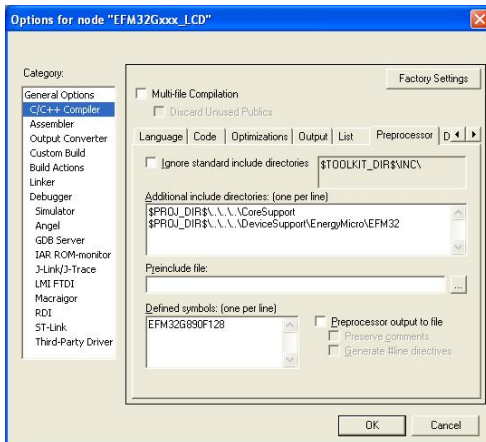 Options for node "EFM32Gxxx_LCD"
Category:
General Options
C/C++ Compiler
Assembler
Output Converter
Custom Build
Build Actions
Linker
Debugger
Simulator
Angel
GDB Server
IAR ROM-monitor
J-Link/J-Trace
LMI FTDI
Macraigor
RDI
ST-Link
Third-Party Driver
Factory Settings
Multi-file Compilation
Discard Unused Publics
Language Code Optimizations Output List Preprocessor D
Ignore standard include directories $TOOLKIT_DIR$\INC\
Additional include directories: (one per line)
$PROJ_DIR$\..\..\..\CoreSupport
$PROJ_DIR$\..\..\..\DeviceSupport\EnergyMicro\EFM32
Preinclude file:
...
Defined symbols: (one per line)
EFM32G890F128
Preprocessor output to file
Preserve comments
Generate #line directives
OK Cancel